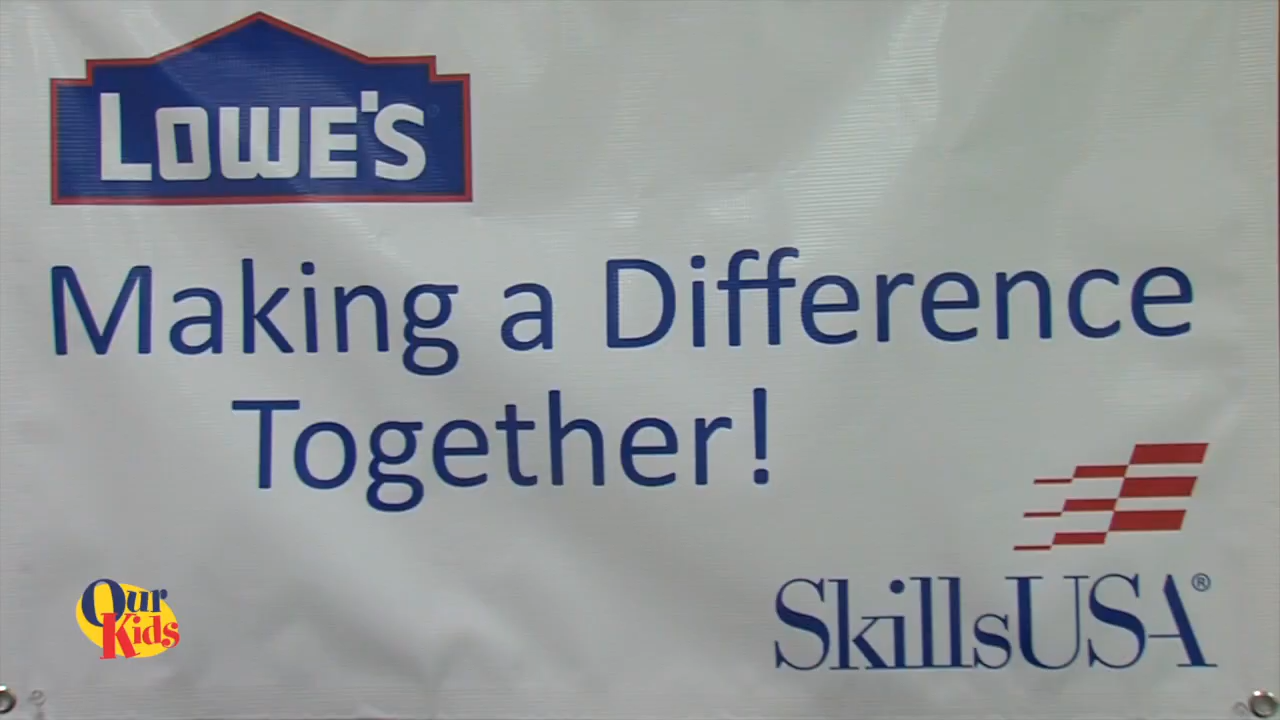 LOWE'S
Making a Difference
Together!
SkillsUSA®
Our
Kids